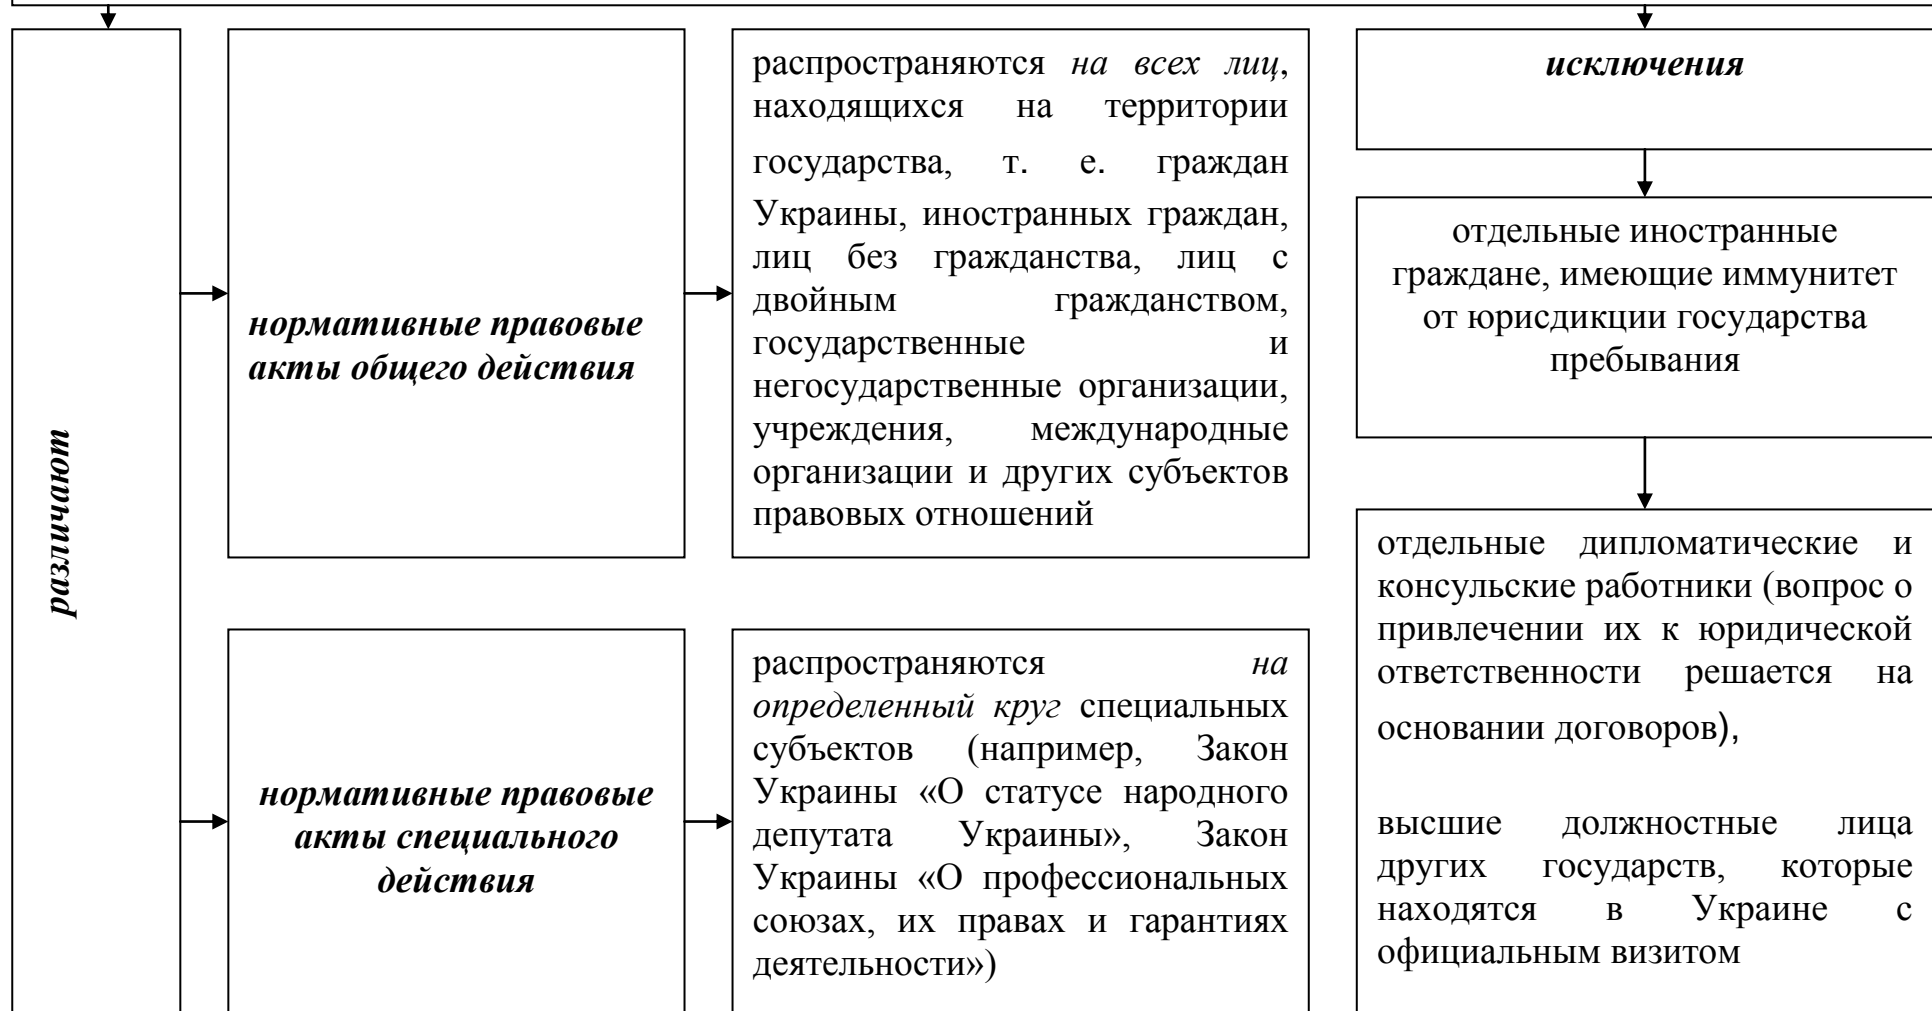 различают
нормативные правовые
акты общего действия
распространяются на всех лиц,
находящихся на территории
государства, т. е. граждан
Украины, иностранных граждан,
лиц без гражданства, лиц с
двойным гражданством,
государственные и
негосударственные организации,
учреждения, международные
организации и других субъектов
правовых отношений
нормативные правовые
акты специального
действия
распространяются на
определенный круг специальных
субъектов (например, Закон
Украины «О статусе народного
депутата Украины», Закон
Украины «О профессиональных
союзах, их правах и гарантиях
деятельности»)
исключения
отдельные иностранные
граждане, имеющие иммунитет
от юрисдикции государства
пребывания
отдельные дипломатические и
консульские работники (вопрос о
привлечении их к юридической
ответственности решается на
основании договоров),
высшие должностные лица
других государств, которые
находятся в Украине с
официальным визитом